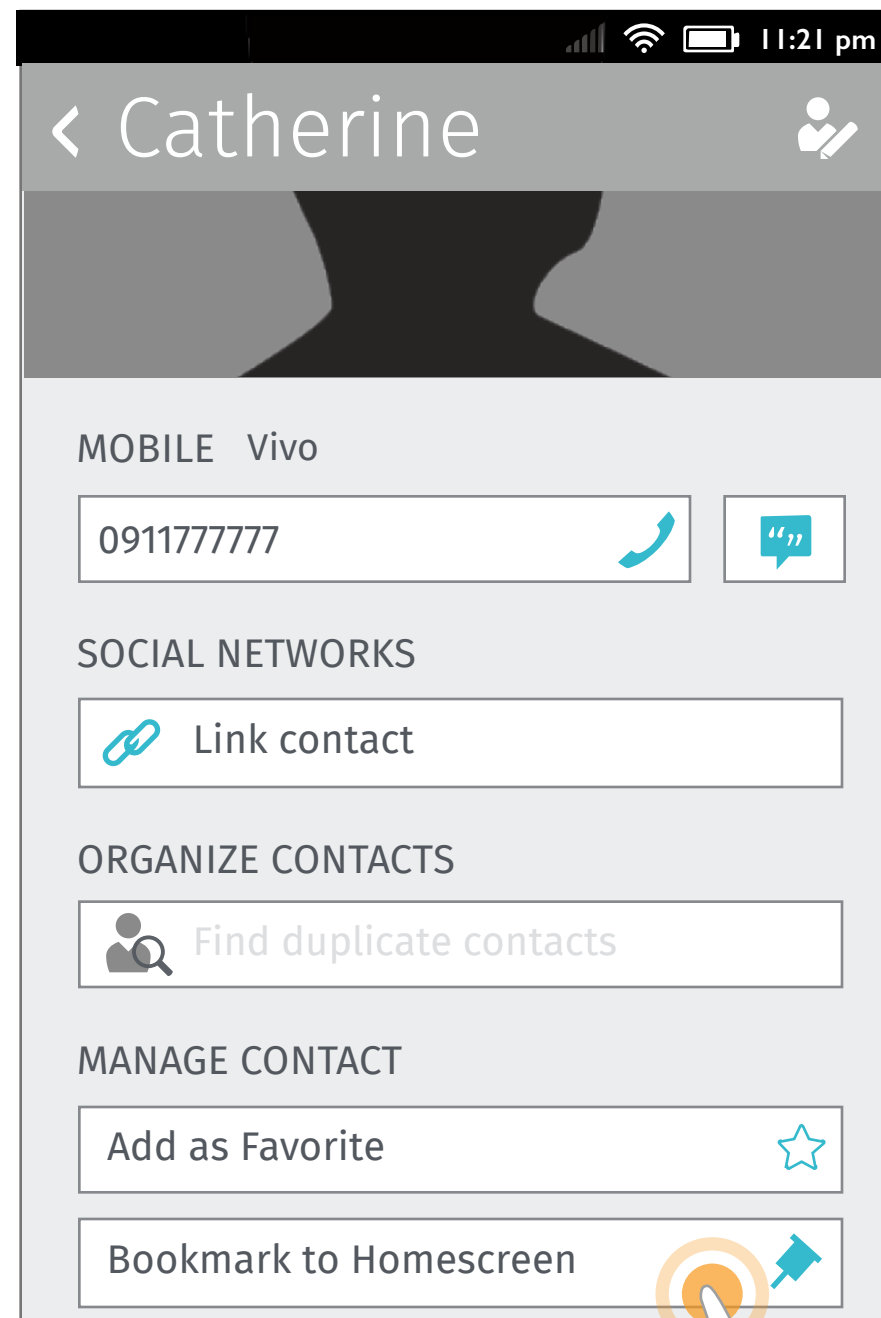 11:21 pm
Catherine
MOBILE Vivo
0911777777
SOCIAL NETWORKS
Link contact
ORGANIZE CONTACTS
Find duplicate contacts
MANAGE CONTACT
Add as Favorite
Bookmark to Homescreen